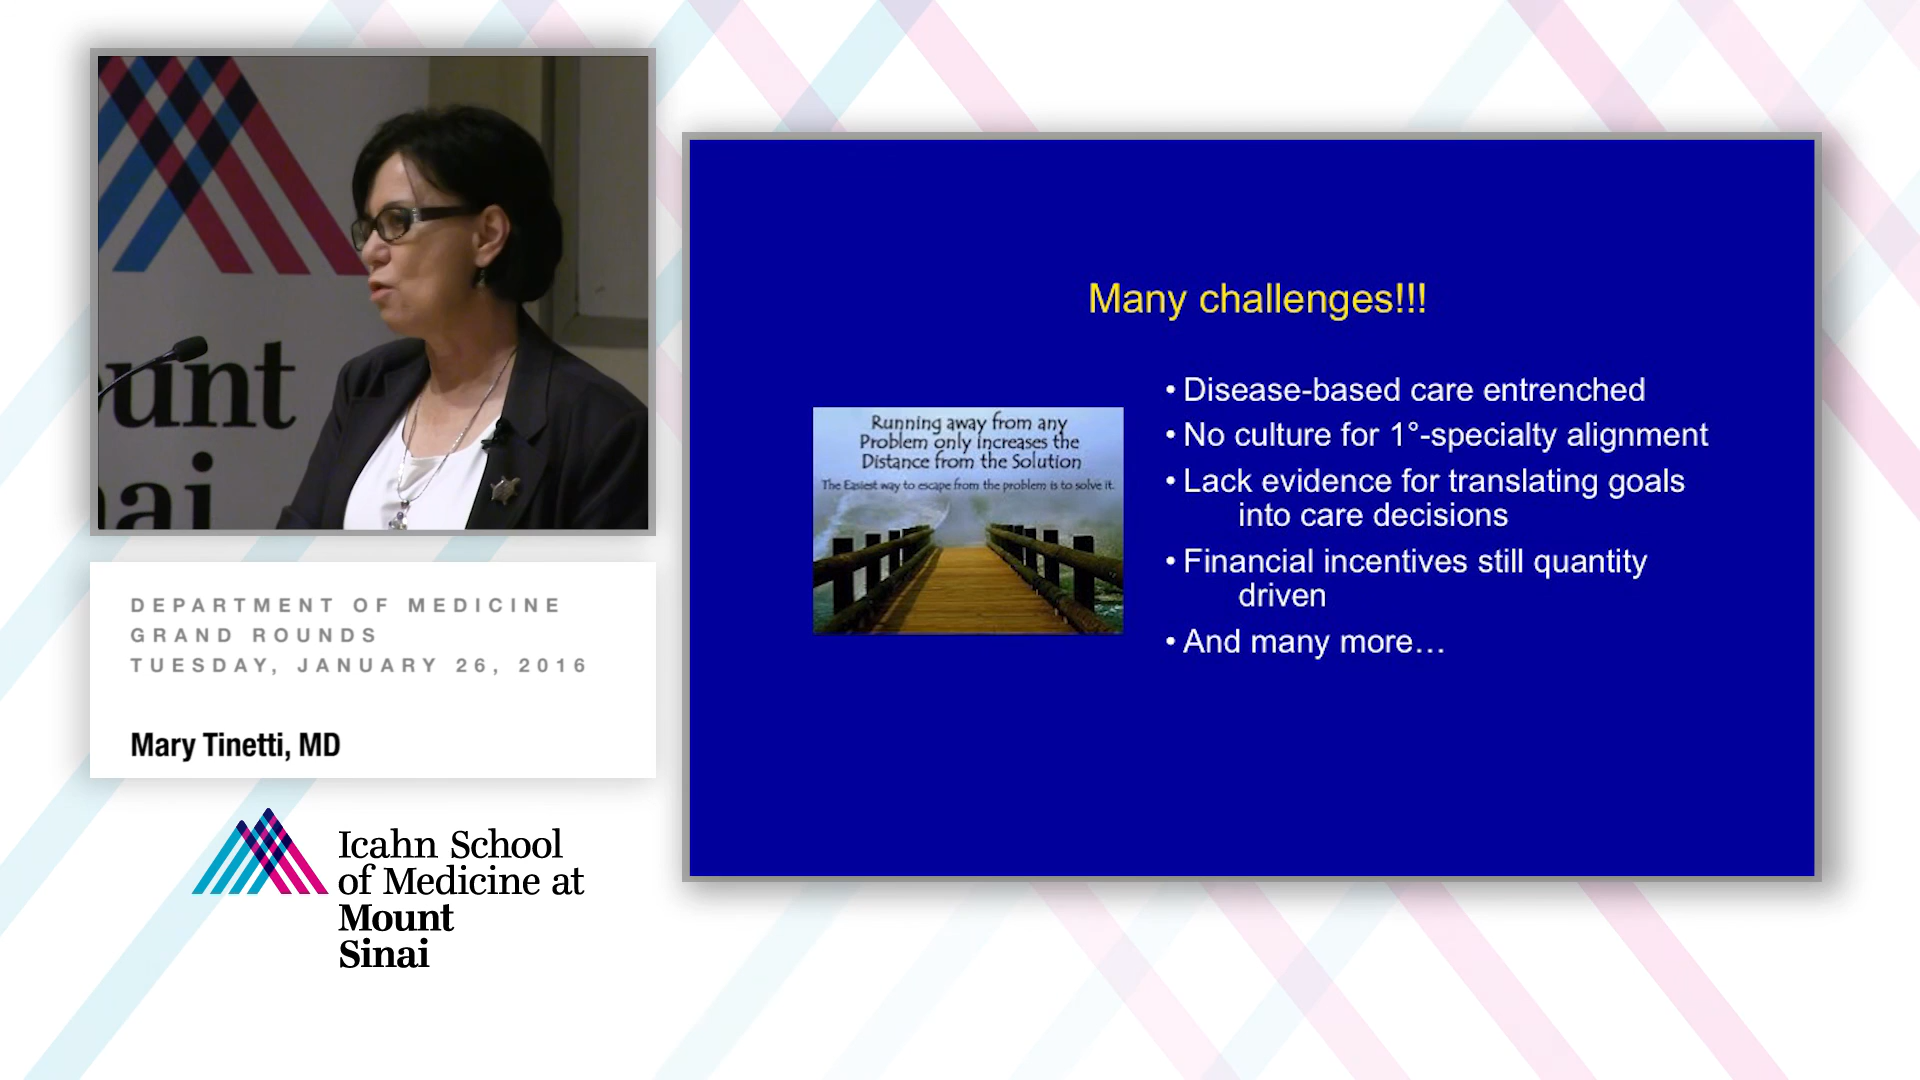 unt
nai
DEPARTMENT OF MEDICINE
GRAND ROUNDS
TUESDAY, JANUARY 26, 2016
Mary Tinetti, MD
Icahn School
of Medicine at
Mount
Sinai
Many challenges!!!
Running away from any
Problem only increases the
Distance from the Solution
The Easiest way to escape from the problem is to solve it.
• Disease-based care entrenched
• No culture for 1°-specialty alignment
• Lack evidence for translating goals
into care decisions
• Financial incentives still quantity
driven
• And many more…